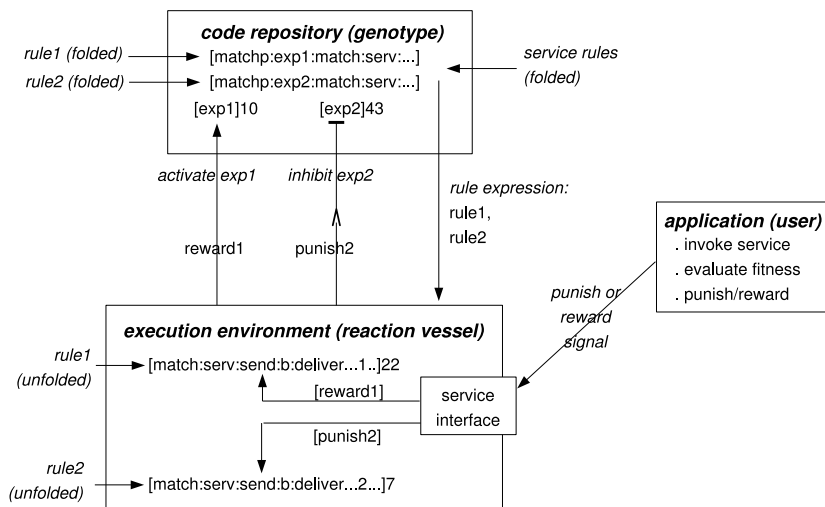 code repository (genotype)
rule1 (folded)
[matchp:exp1:match:serv:...]
service rules
(folded)
rule2 (folded)
[matchp:exp2:match:serv:...]
[exp1]10
[exp2]43
activate exp1
inhibit exp2
rule expression:
rule1,
rule2
reward1
punish2
application (user)
. invoke service
. evaluate fitness
. punish/reward
punish or
reward
signal
execution environment (reaction vessel)
rule1
(unfolded)
[match:serv:send:b:deliver...1..]22
[reward1]
service
interface
[punish2]
rule2
(unfolded)
[match:serv:send:b:deliver...2...]7